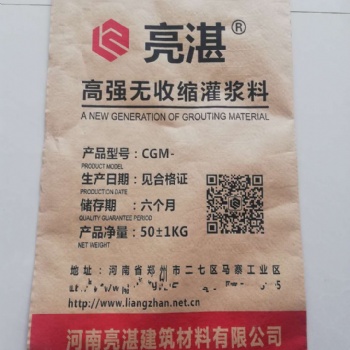 亮湛®
高强无收缩灌浆料
A NEW GENERATION OF GROUTING MATERIAL
产品型号：CGM-
PRODUCT MODEL
生产日期：见合格证
PRODUCTION DATE
储存期：六个月
QUALITY GUARANTEE PERIOD
产品净量：50±1KG
NET WEIGHT
地址：河南省郑州市二七区马寨工业区
http://www.liangzhan.net.cn
河南亮湛建筑材料有限公司